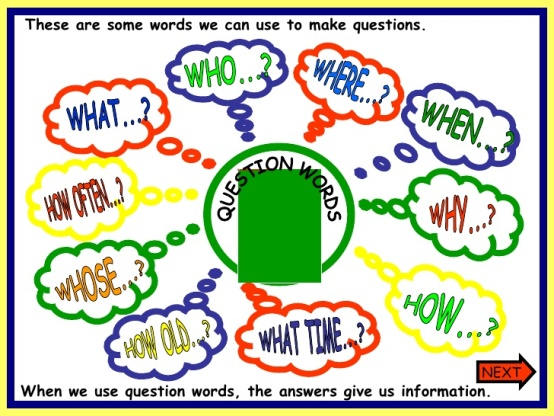 These are some words we can use to make questions.
WHO...?
WHERE...?
WHAT...?
WHEN....?
QUESTION WORDS
HOW OFTEN...?
WHY...?
WHOSE...?
HOW...?
HOW OLD...?
WHAT TIME...?
NEXT
When we use question words, the answers give us information.